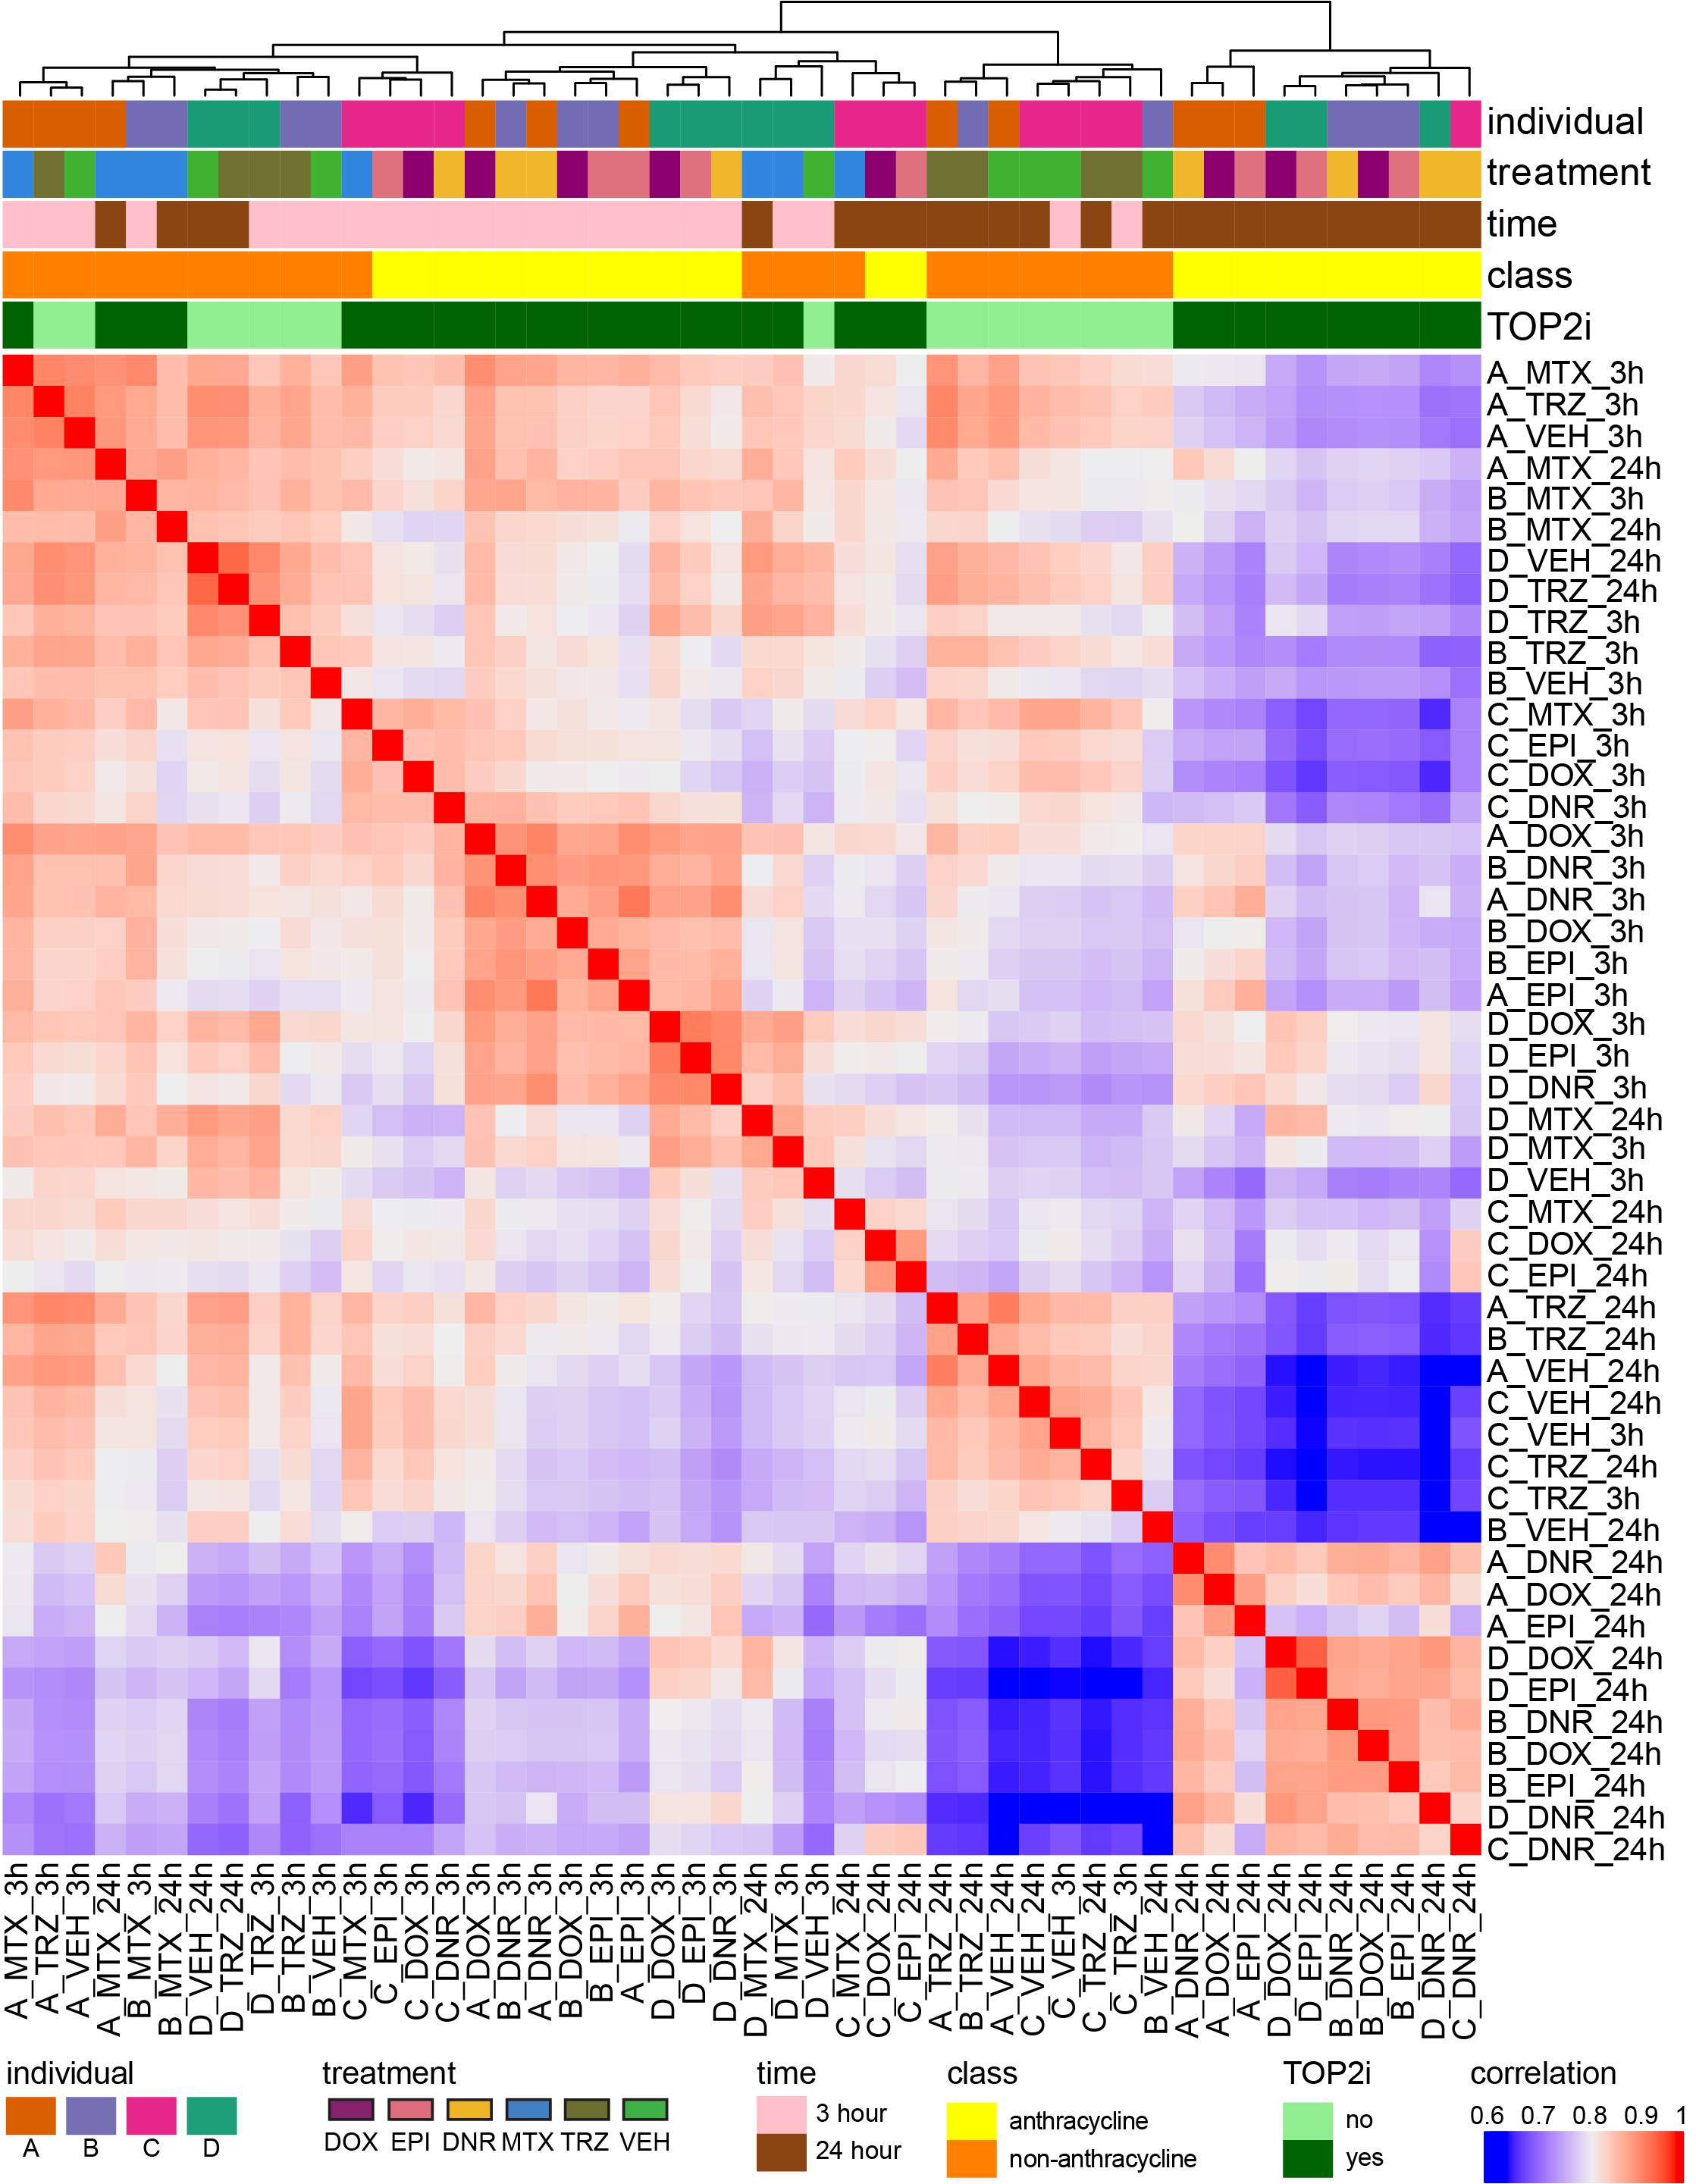 individual
treatment
time
class
TOP2i
A_MTX_3h
A_TRZ_3h
A_VEH_3h
A_MTX_24h
B_MTX_3h
B_MTX_24h
D_VEH_24h
D_TRZ_24h
D_TRZ_3h
B_TRZ_3h
B_VEH_3h
C_MTX_3h
C_EPI_3h
C_DOX_3h
C_DNR_3h
A_DOX_3h
B_DNR_3h
A_DNR_3h
B_DOX_3h
B_EPI_3h
A_EPI_3h
D_DOX_3h
D_EPI_3h
D_DNR_3h
D_MTX_24h
D_MTX_3h
D_VEH_3h
C_MTX_24h
C_DOX_24h
C_EPI_24h
A_TRZ_24h
B_TRZ_24h
A_VEH_24h
C_VEH_24h
C_VEH_3h
C_TRZ_24h
C_TRZ_3h
B_VEH_24h
A_DNR_24h
A_DOX_24h
A_EPI_24h
D_DOX_24h
D_EPI_24h
B_DNR_24h
B_DOX_24h
B_EPI_24h
D_DNR_24h
C_DNR_24h
A_MTX_3h
A_TRZ_3h
A_VEH_3h
A_MTX_24h
B_MTX_3h
B_MTX_24h
D_VEH_24h
D_TRZ_24h
D_TRZ_3h
B_TRZ_3h
B_VEH_3h
C_MTX_3h
C_EPI_3h
C_DOX_3h
C_DNR_3h
A_DOX_3h
B_DNR_3h
A_DNR_3h
B_DOX_3h
B_EPI_3h
A_EPI_3h
D_DOX_3h
D_EPI_3h
D_DNR_3h
D_MTX_24h
D_MTX_3h
D_VEH_3h
C_MTX_24h
C_DOX_24h
C_EPI_24h
A_TRZ_24h
B_TRZ_24h
A_VEH_24h
C_VEH_24h
C_VEH_3h
C_TRZ_24h
C_TRZ_3h
B_VEH_24h
A_DNR_24h
A_DOX_24h
A_EPI_24h
D_DOX_24h
D_EPI_24h
B_DNR_24h
B_DOX_24h
B_EPI_24h
D_DNR_24h
C_DNR_24h
individual
A B C D
treatment
DOX EPI DNR MTX TRZ VEH
time
3 hour
24 hour
class
anthracycline
non-anthracycline
TOP2i
no
yes
correlation
0.6 0.7 0.8 0.9 1